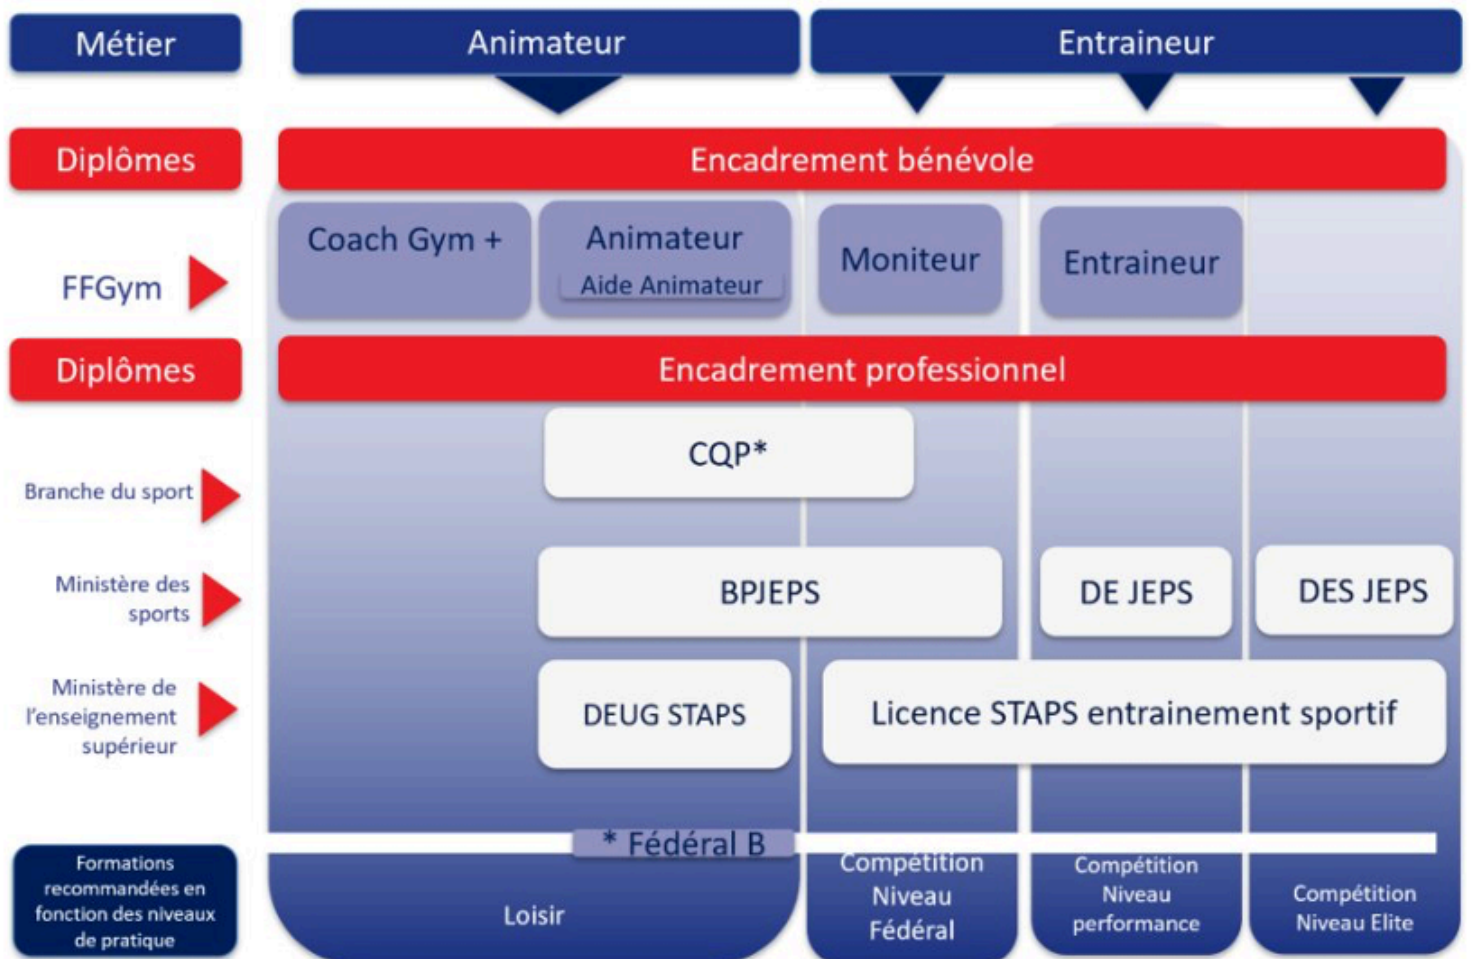 Métier
Animateur
Entraineur
Diplômes
Encadrement bénévole
FFGym
Coach Gym +
Animateur
Aide Animateur
Moniteur
Entraineur
Diplômes
Encadrement professionnel
Branche du sport
CQP*
Ministère des
sports
BPJEPS
DE JEPS
DES JEPS
Ministère de
l'enseignement
supérieur
DEUG STAPS
Licence STAPS entrainement sportif
* Fédéral B
Formations
recommandées en
fonction des niveaux
de pratique
Loisir
Compétition
Niveau
Fédéral
Compétition
Niveau
performance
Compétition
Niveau Elite